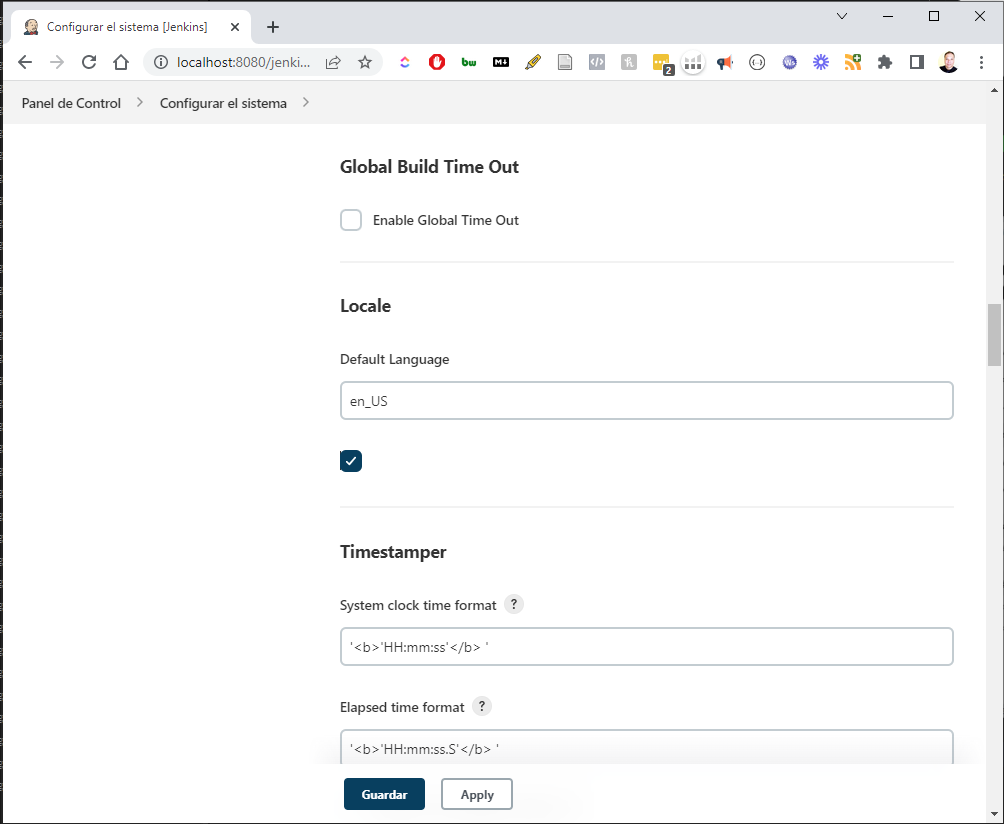 Configurar el sistema [Jenkins]
localhost:8080/jenki...
bw
M↓
2
Ws
Panel de Control
Configurar el sistema
Global Build Time Out
Enable Global Time Out
Locale
Default Language
en_US
Timestamper
System clock time format ?
'<b>'HH:mm:ss'</b> '
Elapsed time format ?
'<b>'HH:mm:ss.S'</b> '
Guardar
Apply